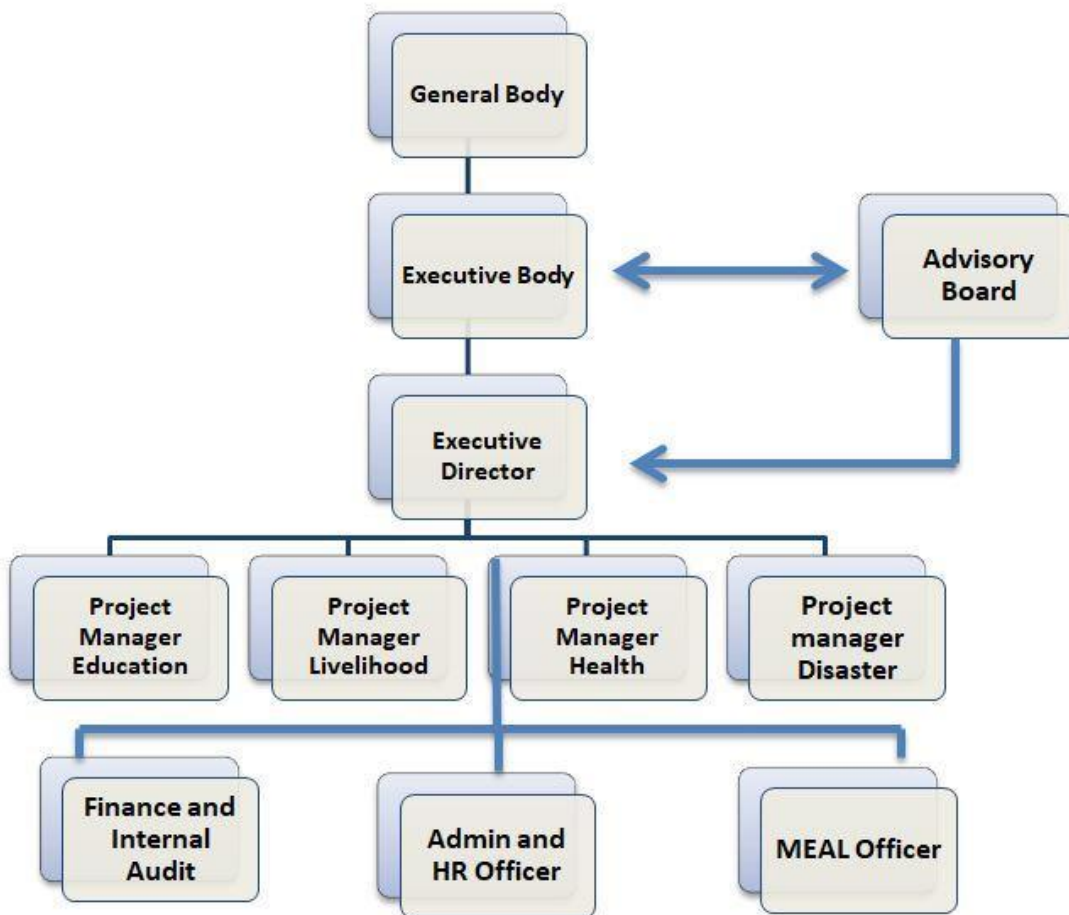 General Body
Executive Body
Advisory
Board
Executive
Director
Project
Manager
Education
Project
Manager
Livelihood
Project
Manager
Health
Project
manager
Disaster
Finance and
Internal
Audit
Admin and
HR Officer
MEAL Officer